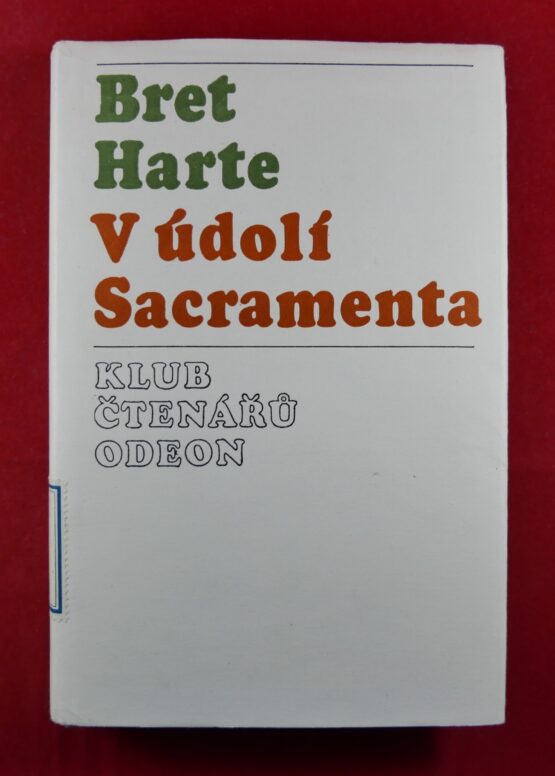 Bret
Harte
V údolí
Sacramenta
KLUB
ČTENÁŘŮ
ODEON